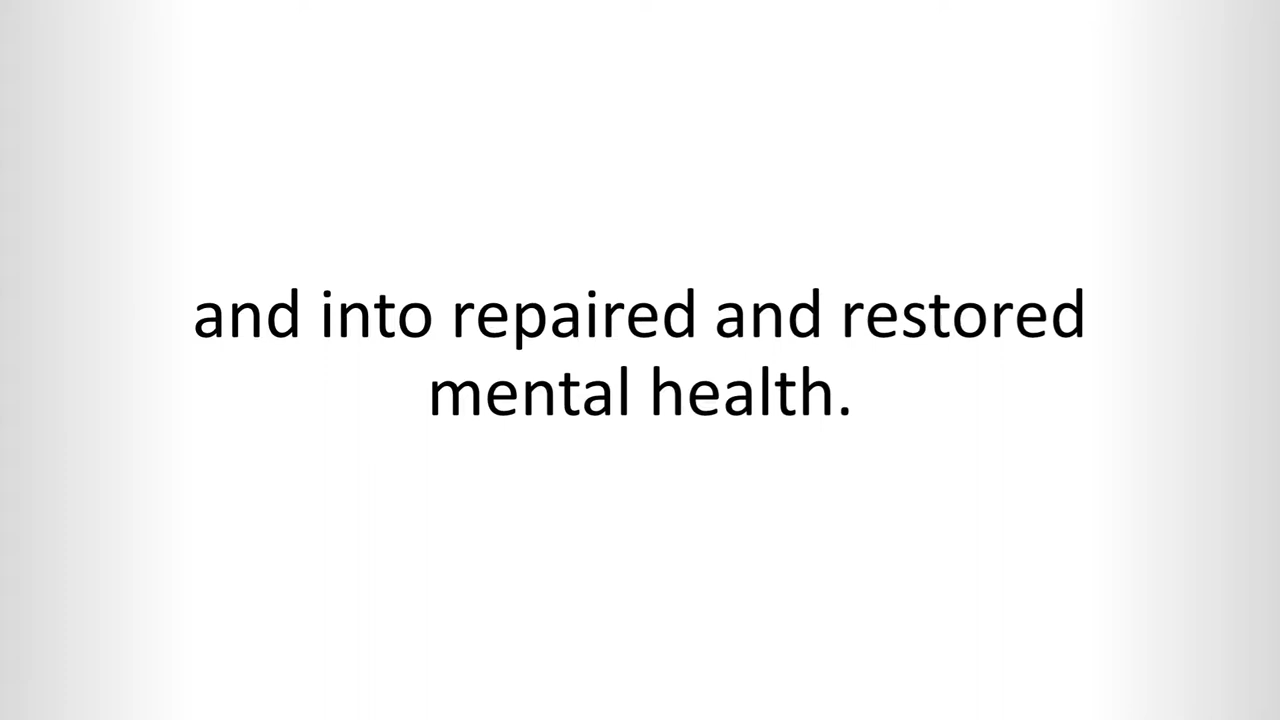 and into repaired and restored
mental health.